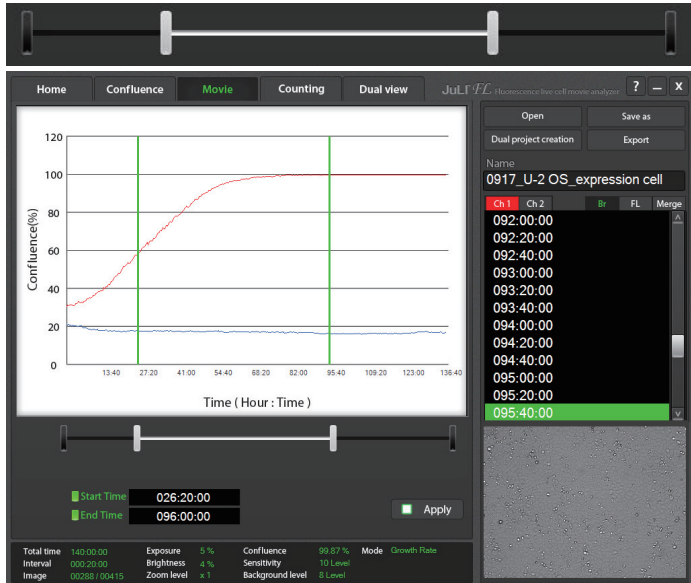 Home Confluence Movie Counting Dual view JuLI FL Fluorescence live cell movie analyzer ? – X
Open Save as
Dual project creation Export
Name
0917_U-2 OS_expression cell
Ch 1 Ch 2 Br FL Merge
092:00:00
092:20:00
092:40:00
093:00:00
093:20:00
093:40:00
094:00:00
094:20:00
094:40:00
095:00:00
095:20:00
095:40:00
Confluence(%)
120
100
80
60
40
20
0
13:40 27:20 41:00 54:40 68:20 82:00 95:40 109:20 123:00 136:40
Time ( Hour : Time )
Start Time 026:20:00
End Time 096:00:00
Apply
Total time 140:00:00 Exposure 5 % Confluence 99.87 % Mode Growth Rate
Interval 000:20:00 Brightness 4 % Sensitivity 10 Level
Image 00288 / 00415 Zoom level x 1 Background level 8 Level